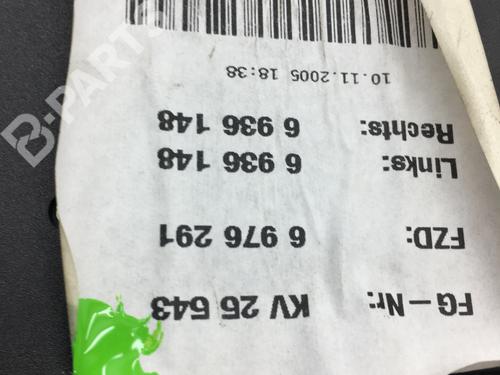 FG-Nr: KV 25 543
FZD: 6 976 291
Links: 6 936 148
Rechts: 6 936 148
10.11.2005 18:38
B-PARTS